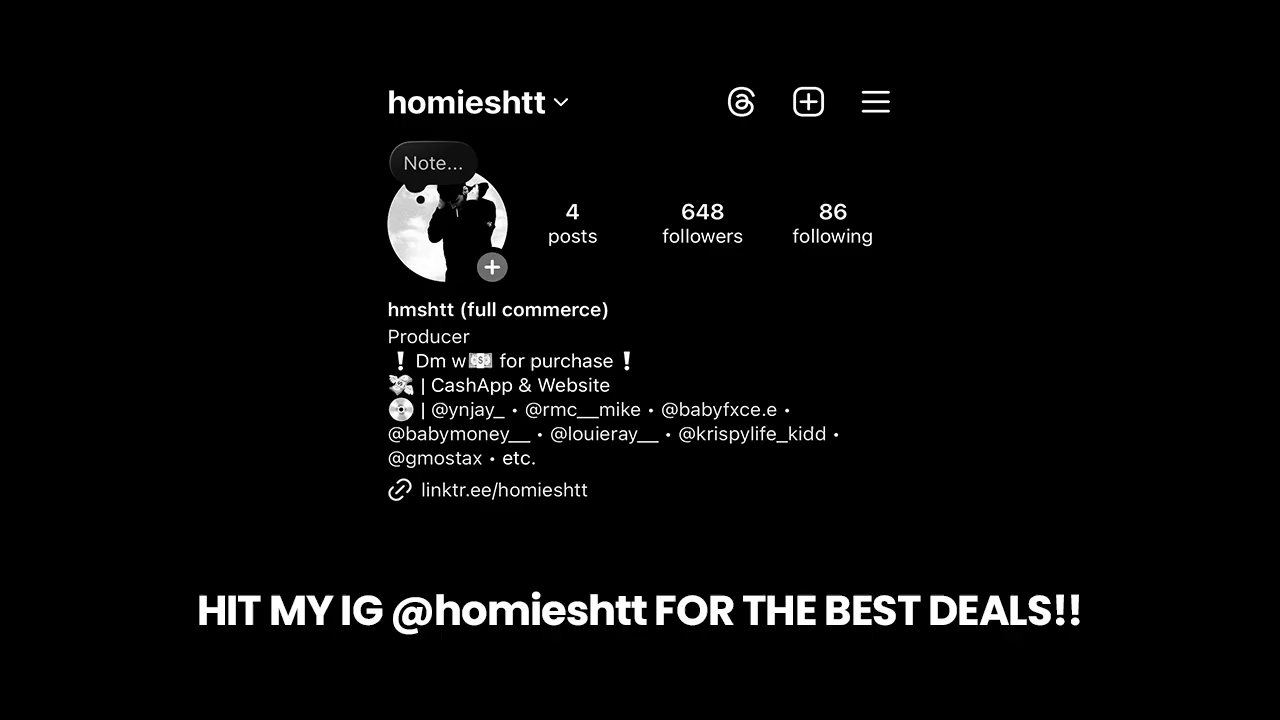 homieshtt
Note...
4 648 86
posts followers following
hmshtt (full commerce)
Producer
❗ Dm w💵 for purchase ❗
💸 | CashApp & Website
💿 | @ynjay_ • @rmc__mike • @babyfxce.e •
@babymoney__ • @louieray__ • @krispylife_kidd •
@gmostax • etc.
linktr.ee/homieshtt
HIT MY IG @homieshtt FOR THE BEST DEALS!!